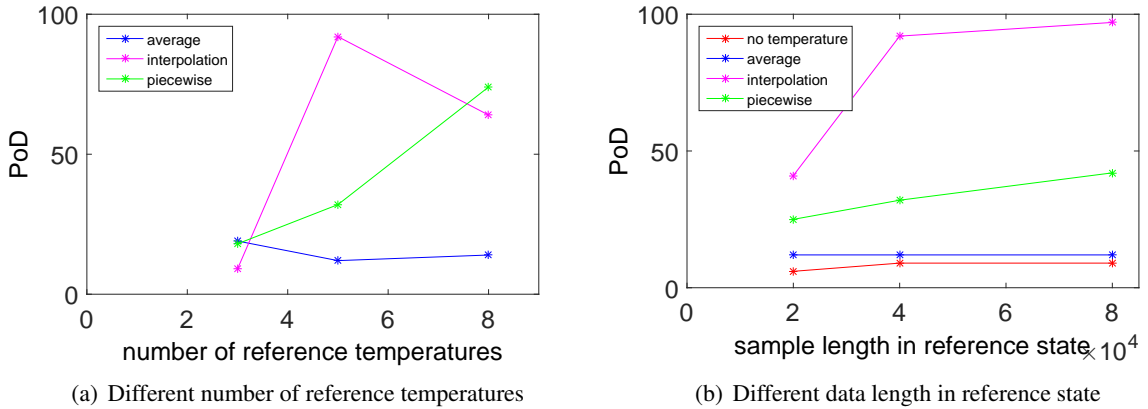 100
50
0
PoD
average
interpolation
piecewise
0 2 4 6 8
number of reference temperatures
(a) Different number of reference temperatures
100
50
0
PoD
no temperature
average
interpolation
piecewise
0 2 4 6 8
sample length in reference state
×10⁴
(b) Different data length in reference state